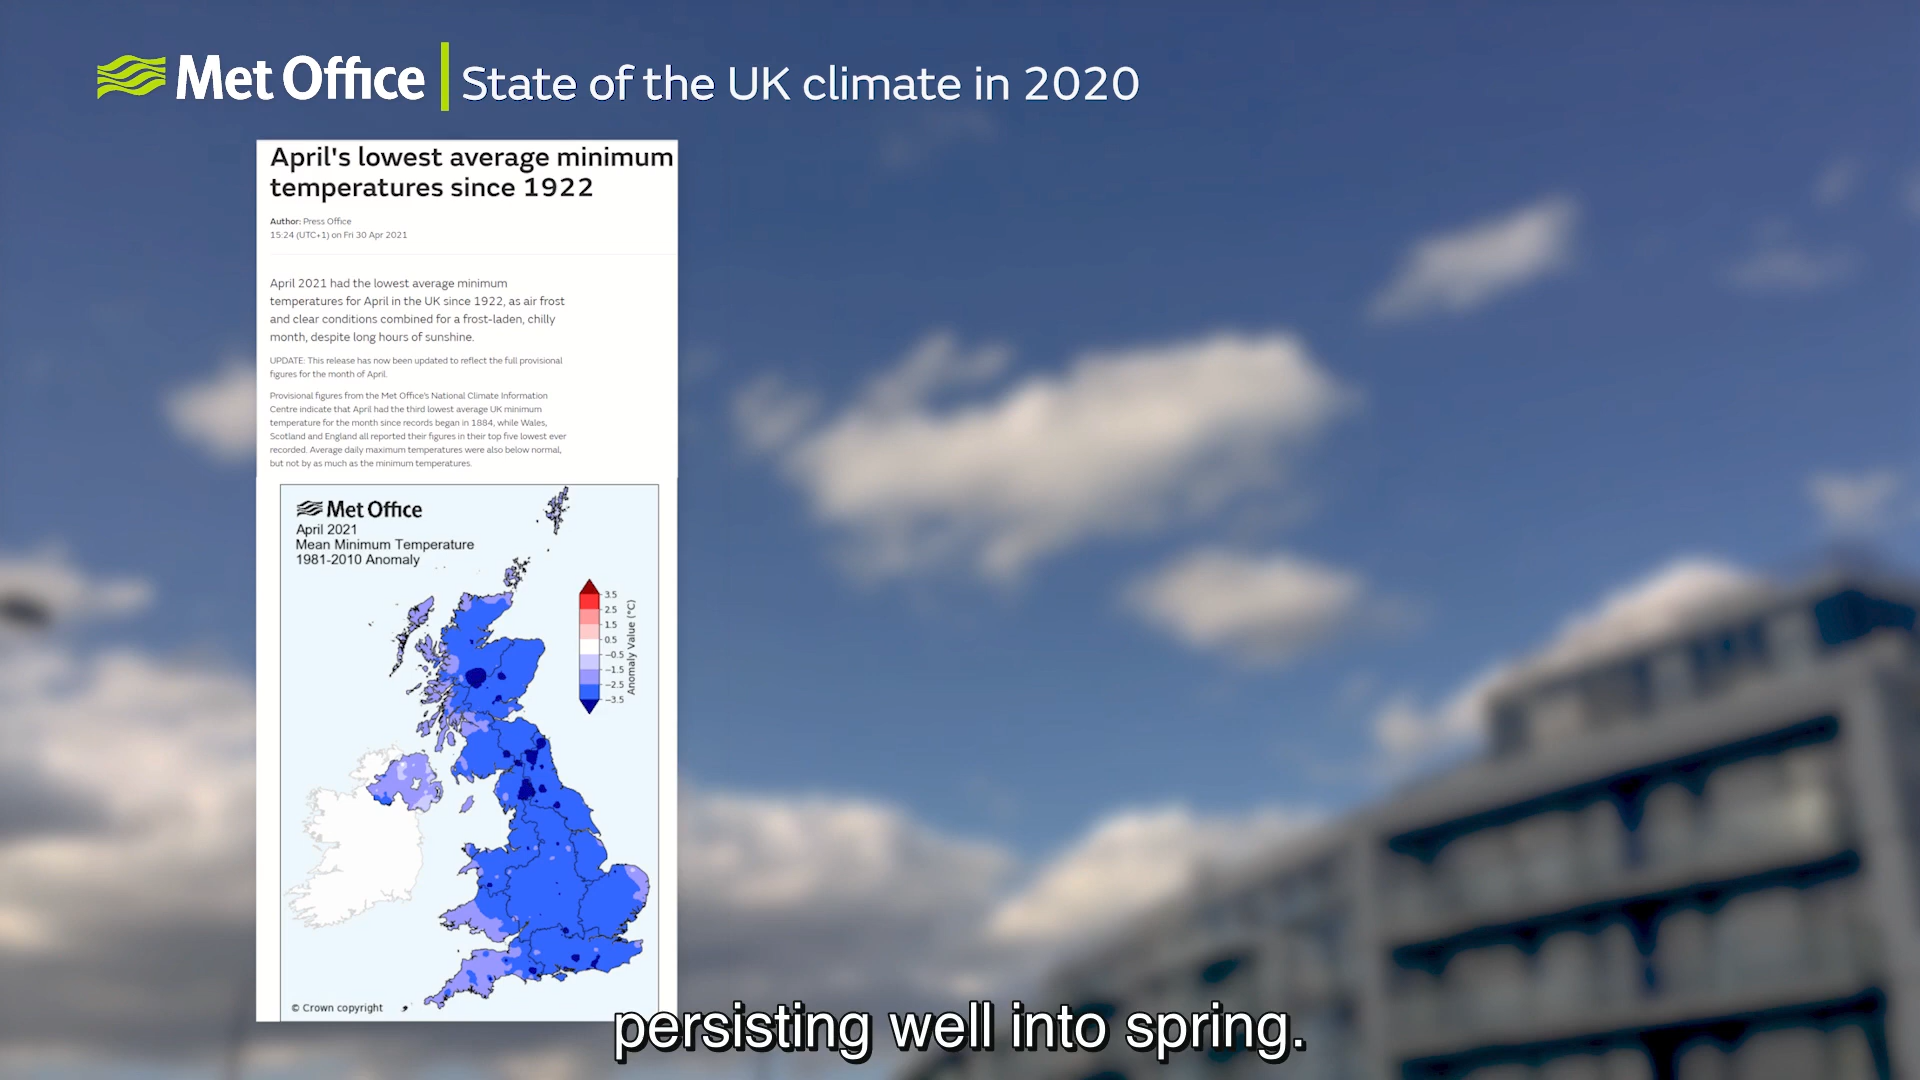 Met Office State of the UK climate in 2020
April's lowest average minimum
temperatures since 1922
Author: Press Office
15:24 (UTC+1) on Fri 30 Apr 2021
April 2021 had the lowest average minimum
temperatures for April in the UK since 1922, as air frost
and clear conditions combined for a frost-laden, chilly
month, despite long hours of sunshine.
UPDATE: This release has now been updated to reflect the full provisional
figures for the month of April.
Provisional figures from the Met Office's National Climate Information
Centre indicate that April had the third lowest average UK minimum
temperature for the month since records began in 1884, while Wales,
Scotland and England all reported their figures in their top five lowest ever
recorded. Average daily maximum temperatures were also below normal,
but not by as much as the minimum temperatures.
Met Office
April 2021
Mean Minimum Temperature
1981-2010 Anomaly
3.5
2.5
1.5
0.5
−0.5
−1.5
−2.5
−3.5
Anomaly Value (°C)
© Crown copyright
persisting well into spring.